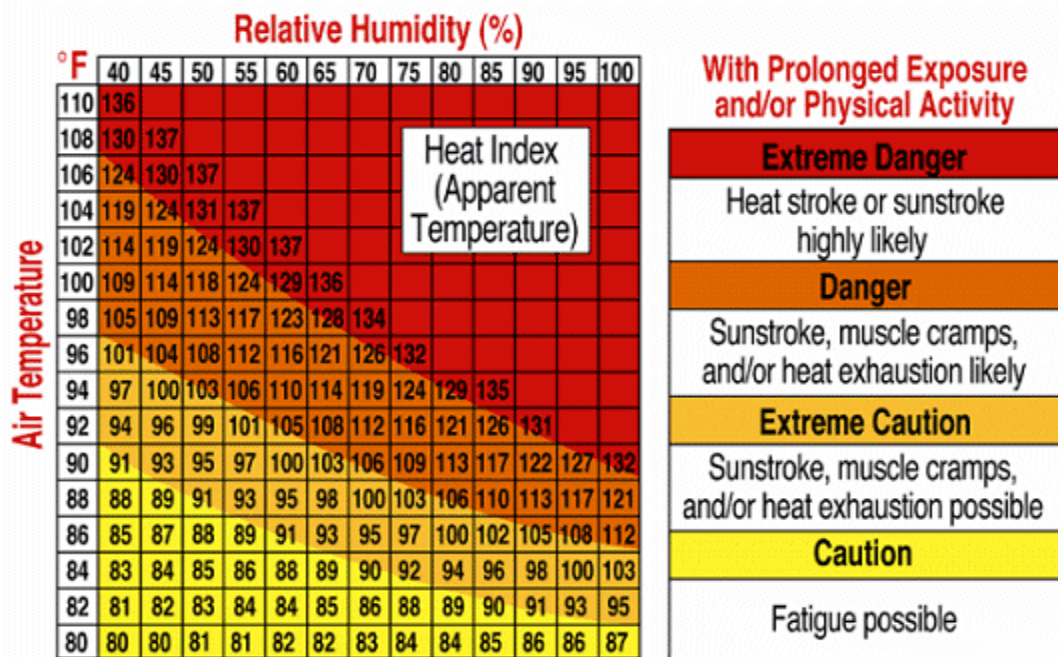 Relative Humidity (%)
°F 40 45 50 55 60 65 70 75 80 85 90 95 100
110 136
108 130 137
106 124 130 137
104 119 124 131 137
102 114 119 124 130 137
100 109 114 118 124 129 136
98 105 109 113 117 123 128 134
96 101 104 108 112 116 121 126 132
94 97 100 103 106 110 114 119 124 129 135
92 94 96 99 101 105 108 112 116 121 126 131
90 91 93 95 97 100 103 106 109 113 117 122 127 132
88 88 89 91 93 95 98 100 103 106 110 113 117 121
86 85 87 88 89 91 93 95 97 100 102 105 108 112
84 83 84 85 86 88 89 90 92 94 96 98 100 103
82 81 82 83 84 84 85 86 88 89 90 91 93 95
80 80 80 81 81 82 82 83 84 84 85 86 86 87
Air Temperature
Heat Index
(Apparent
Temperature)
With Prolonged Exposure
and/or Physical Activity
Extreme Danger
Heat stroke or sunstroke
highly likely
Danger
Sunstroke, muscle cramps,
and/or heat exhaustion likely
Extreme Caution
Sunstroke, muscle cramps,
and/or heat exhaustion possible
Caution
Fatigue possible